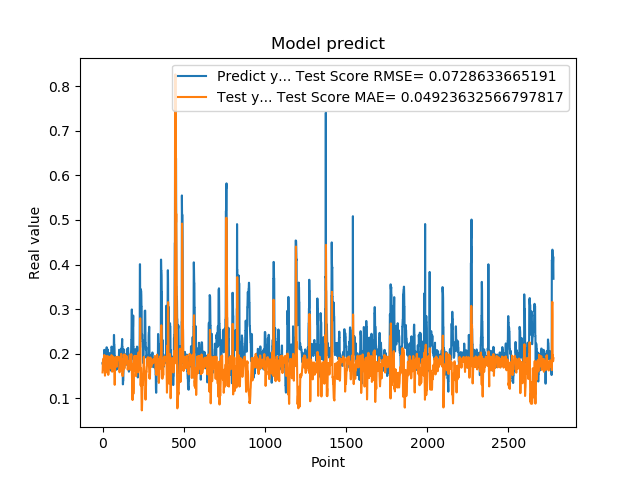 Model predict
Predict y... Test Score RMSE= 0.0728633665191
Test y... Test Score MAE= 0.04923632566797817
0.8
0.7
0.6
0.5
0.4
0.3
0.2
0.1
Real value
0 500 1000 1500 2000 2500
Point